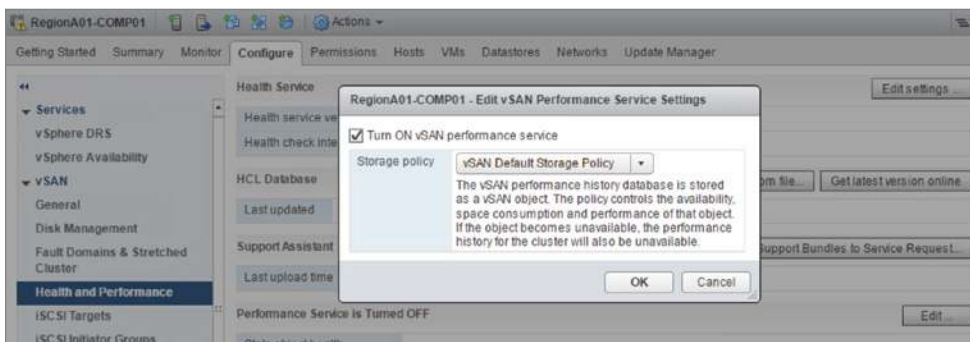 RegionA01-COMP01 Actions
Getting Started Summary Monitor Configure Permissions Hosts VMs Datastores Networks Update Manager
Services
vSphere DRS
vSphere Availability
vSAN
General
Disk Management
Fault Domains & Stretched
Cluster
Health and Performance
iSCSI Targets
iSCSI Initiator Groups
Health Service
Edit settings ...
Health service ve
Health check inte
HCL Database
om file... Get latest version online
Last updated
Support Assistant
Support Bundles to Service Request...
Last upload time
Performance Service is Turned OFF
Edit...
RegionA01-COMP01 - Edit vSAN Performance Service Settings
Turn ON vSAN performance service
Storage policy vSAN Default Storage Policy
The vSAN performance history database is stored
as a vSAN object. The policy controls the availability,
space consumption and performance of that object.
If the object becomes unavailable, the performance
history for the cluster will also be unavailable.
OK Cancel